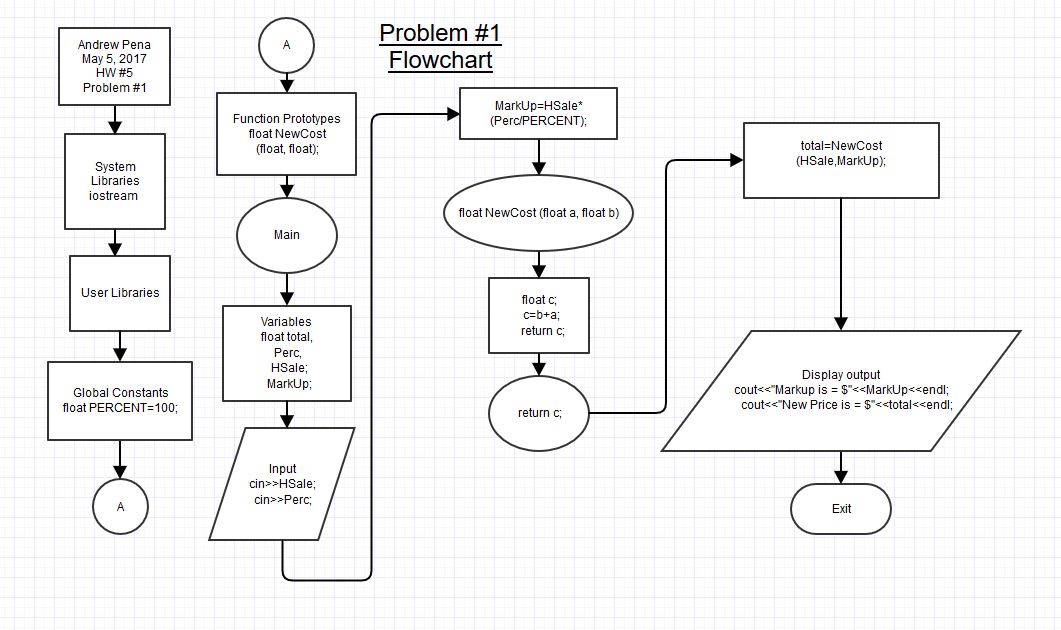 Problem #1
Flowchart
Andrew Pena
May 5, 2017
HW #5
Problem #1
System
Libraries
iostream
User Libraries
Global Constants
float PERCENT=100;
A
A
Function Prototypes
float NewCost
(float, float);
Main
Variables
float total,
Perc,
HSale;
MarkUp;
Input
cin>>HSale;
cin>>Perc;
MarkUp=HSale*
(Perc/PERCENT);
float NewCost (float a, float b)
float c;
c=b+a;
return c;
return c;
total=NewCost
(HSale,MarkUp);
Display output
cout<<"Markup is = $"<<MarkUp<<endl;
cout<<"New Price is = $"<<total<<endl;
Exit